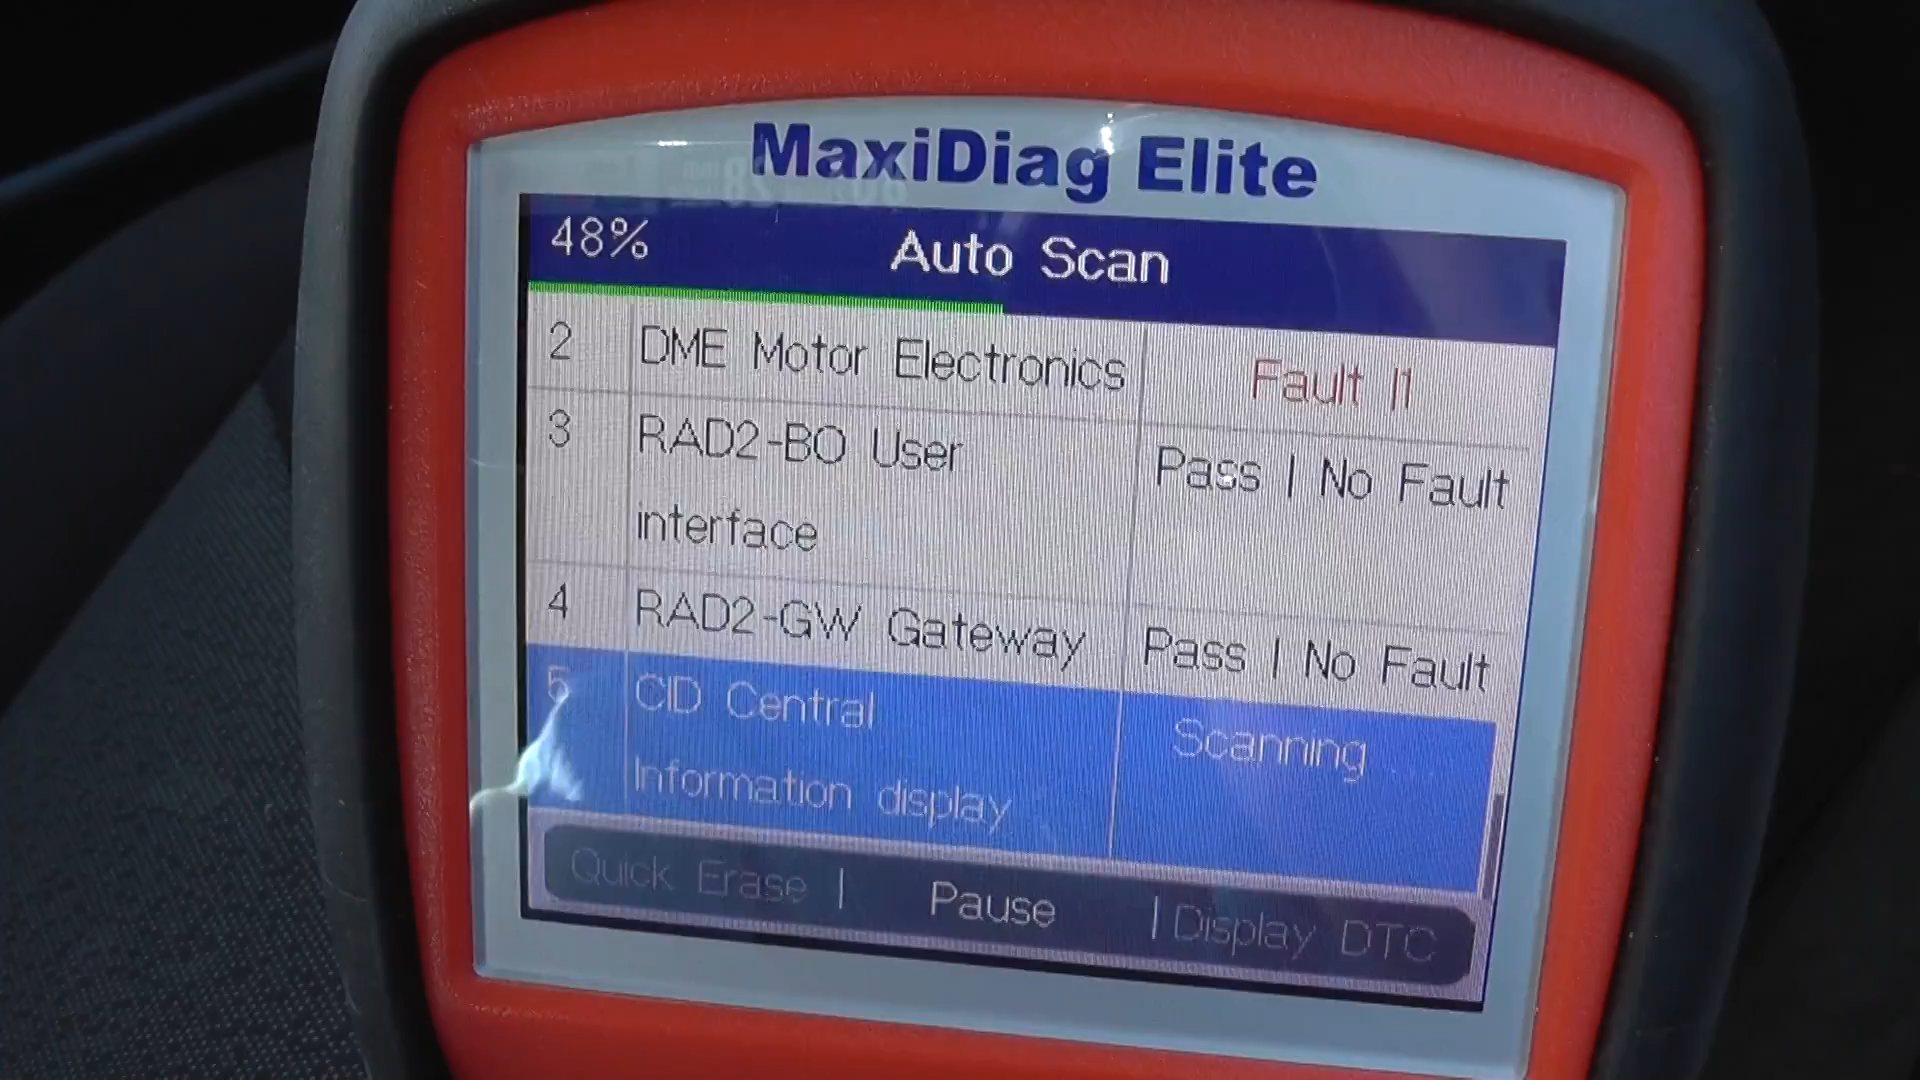 MaxiDiag Elite
48% Auto Scan
2 DME Motor Electronics Fault |1
3 RAD2-BO User interface Pass | No Fault
4 RAD2-GW Gateway Pass | No Fault
5 CID Central Information display Scanning
Quick Erase | Pause | Display DTC